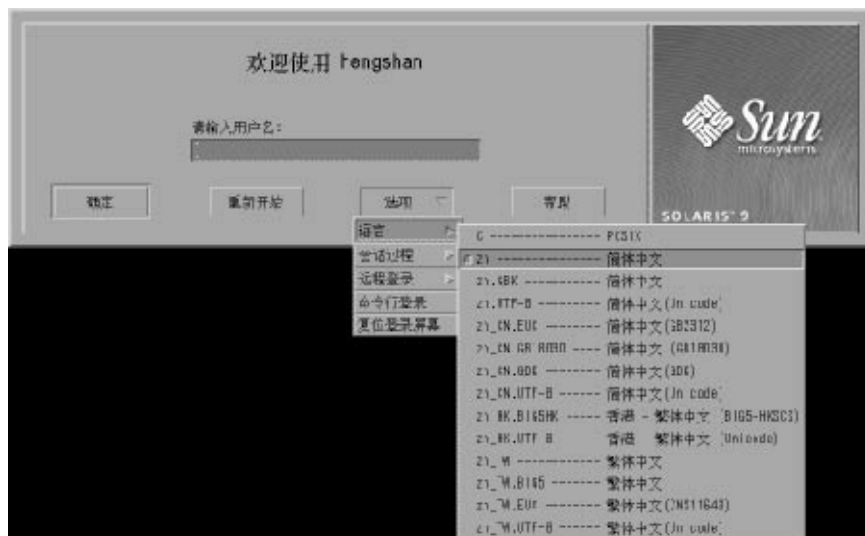 欢迎使用 hengshan
请输入用户名:
确定
重新开始
选项
帮助
Sun
microsystems
SOLARIS 9
语言
会话过程
远程登录
命令行登录
复位登录屏幕
C ---------------- POSIX
zh ---------------- 简体中文
zh.GBK ------------ 简体中文
zh.UTF-8 ---------- 简体中文(Unicode)
zh_CN.EUC --------- 简体中文(GB2312)
zh_CN.GB18030 ---- 简体中文 (GB18030)
zh_CN.GBK --------- 简体中文(GBK)
zh_CN.UTF-8 ------- 简体中文(Unicode)
zh_HK.BIG5HK ----- 香港 - 繁体中文 (BIG5-HKSCS)
zh_HK.UTF-8 香港 繁体中文 (Unicode)
zh_TW ------------- 繁体中文
zh_TW.BIG5 -------- 繁体中文
zh_TW.EUC --------- 繁体中文(CNS11643)
zh_TW.UTF-8 ------- 繁体中文(Unicode)